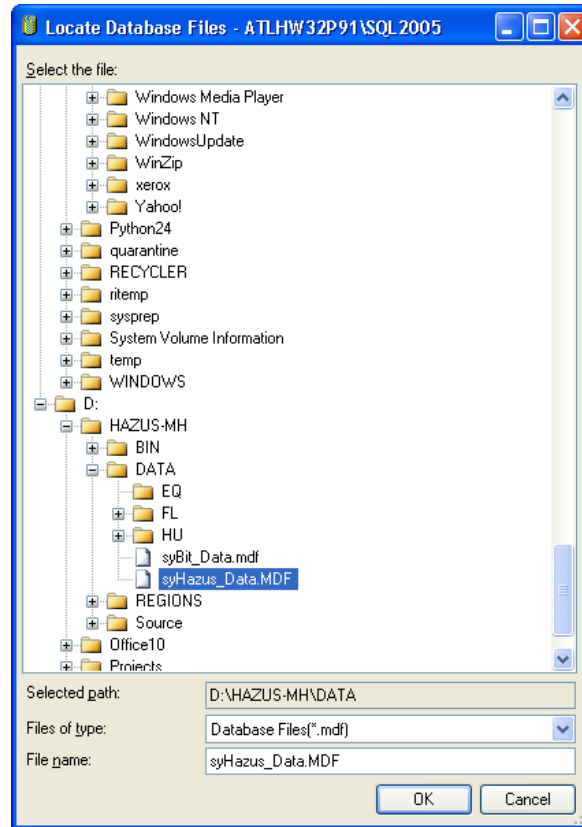 Locate Database Files - ATLHW32P91\SQL2005
Select the file:
Windows Media Player
Windows NT
WindowsUpdate
WinZip
xerox
Yahoo!
Python24
quarantine
RECYCLER
ritemp
sysprep
System Volume Information
temp
WINDOWS
D:
HAZUS-MH
BIN
DATA
EQ
FL
HU
syBit_Data.mdf
syHazus_Data.MDF
REGIONS
Source
Office10
Projects
Selected path: D:\HAZUS-MH\DATA
Files of type: Database Files(*.mdf)
File name: syHazus_Data.MDF
OK Cancel